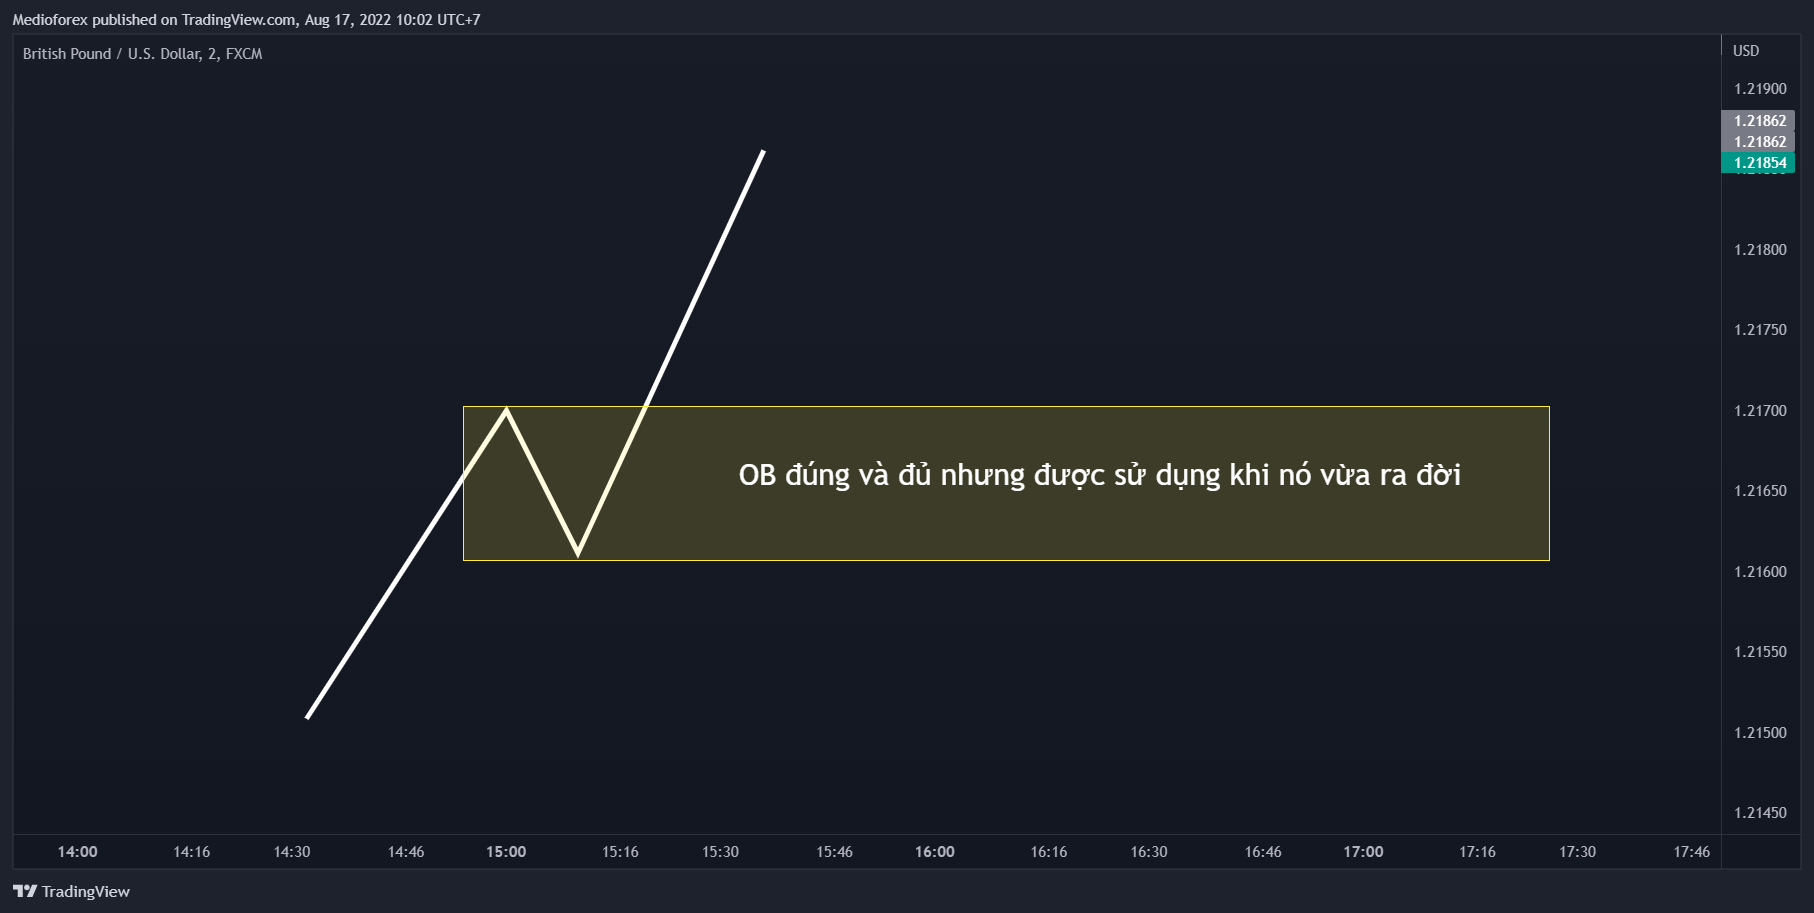 Medioforex published on TradingView.com, Aug 17, 2022 10:02 UTC+7
British Pound / U.S. Dollar, 2, FXCM
USD
1.21900
1.21862
1.21862
1.21854
1.21800
1.21750
1.21700
OB đúng và đủ nhưng được sử dụng khi nó vừa ra đời
1.21650
1.21600
1.21550
1.21500
1.21450
14:00 14:16 14:30 14:46 15:00 15:16 15:30 15:46 16:00 16:16 16:30 16:46 17:00 17:16 17:30 17:46
TradingView